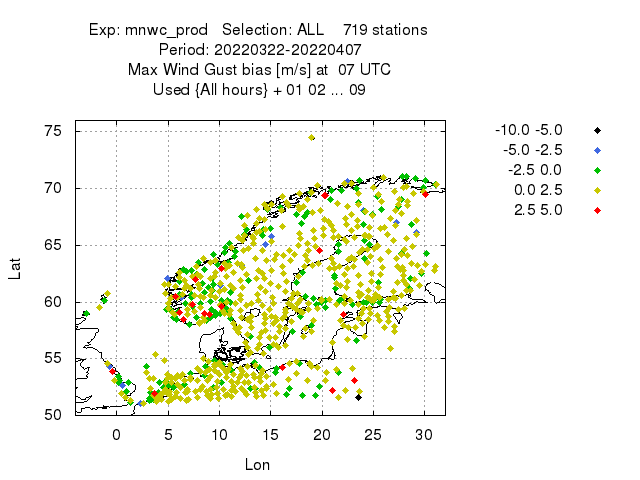 Exp: mnwc_prod   Selection: ALL    719 stations
Period: 20220322-20220407
Max Wind Gust bias [m/s] at  07 UTC
Used {All hours} + 01 02 ... 09
-10.0 -5.0
-5.0 -2.5
-2.5 0.0
0.0 2.5
2.5 5.0
75
70
65
60
55
50
Lat
0 5 10 15 20 25 30
Lon